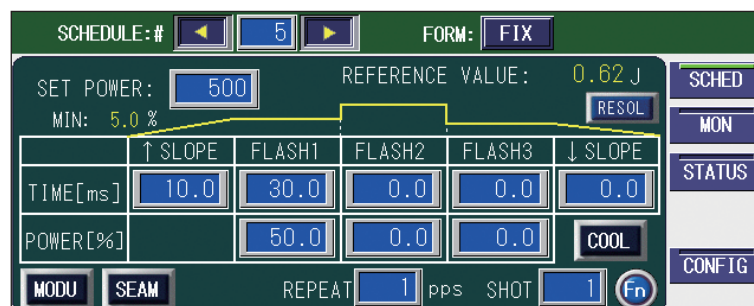 SCHEDULE:# 5 FORM: FIX
SET POWER: 500 REFERENCE VALUE: 0.62 J SCHED
MIN: 5.0 % RESOL
MON
↑ SLOPE FLASH1 FLASH2 FLASH3 ↓ SLOPE
STATUS
TIME[ms] 10.0 30.0 0.0 0.0 0.0
POWER[%] 50.0 0.0 0.0 COOL
CONFIG
MODU SEAM REPEAT 1 pps SHOT 1 Fn